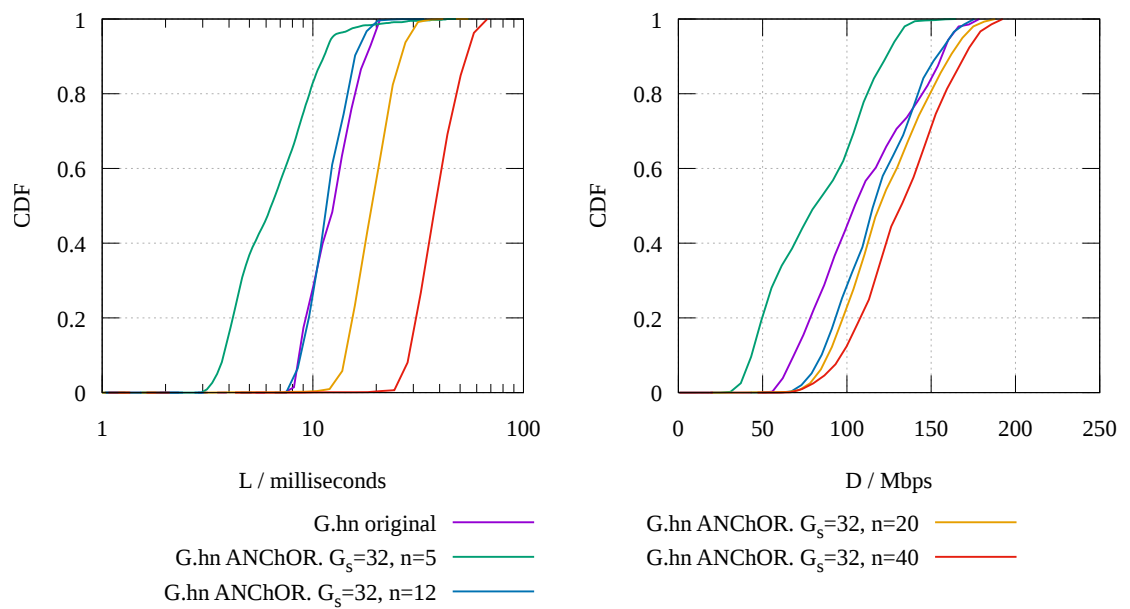 1
0.8
0.6
0.4
0.2
0
CDF
1 10 100
L / milliseconds
1
0.8
0.6
0.4
0.2
0
CDF
0 50 100 150 200 250
D / Mbps
G.hn original
G.hn ANChOR. Gs=32, n=5
G.hn ANChOR. Gs=32, n=12
G.hn ANChOR. Gs=32, n=20
G.hn ANChOR. Gs=32, n=40